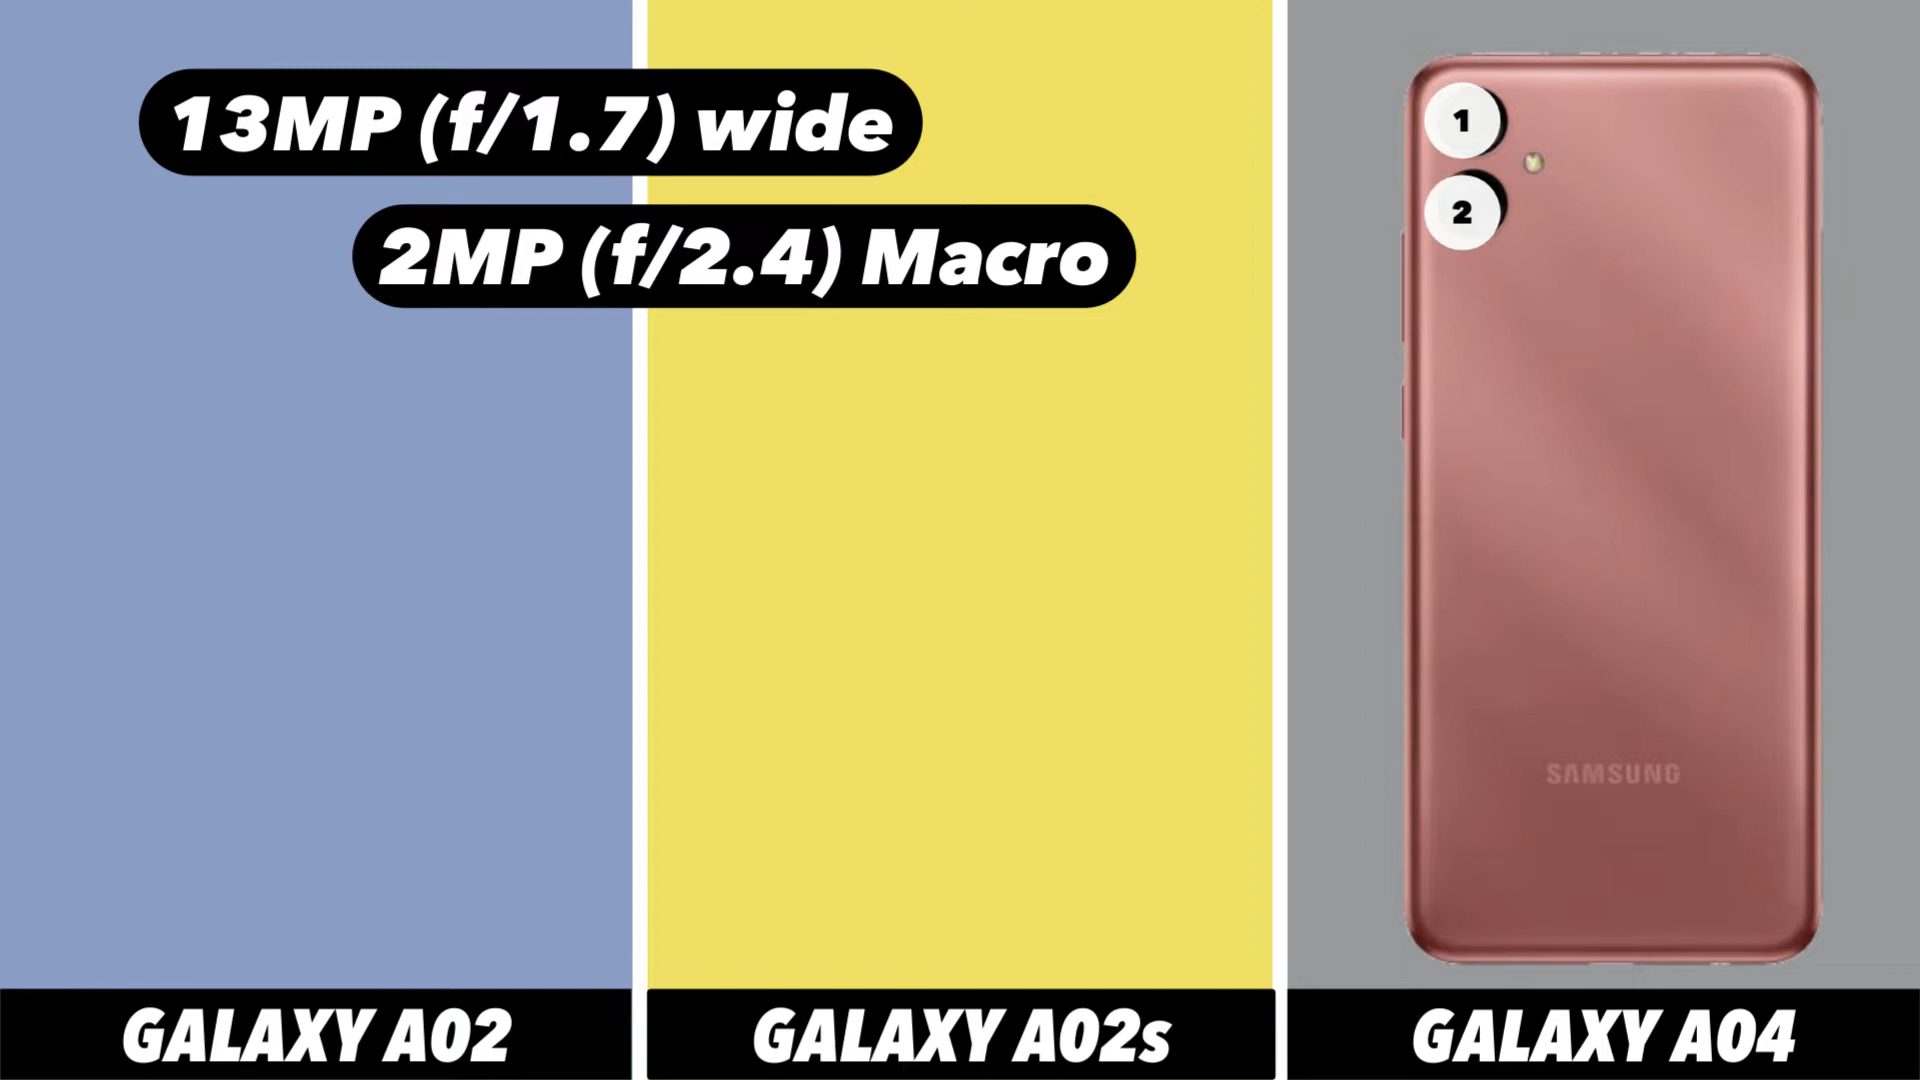 13MP (f/1.7) wide
2MP (f/2.4) Macro
1
2
SAMSUNG
GALAXY A02
GALAXY A02s
GALAXY A04